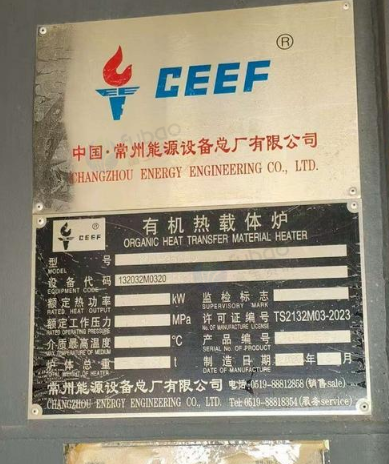 CEEF ®
中国·常州能源设备总厂有限公司
CHANGZHOU ENERGY ENGINEERING CO., LTD.
CEEF
有机热载体炉
ORGANIC HEAT TRANSFER MATERIAL HEATER
型号
MODEL
设备代码 132032M0320
EQUIPMENT CODE
额定热功率 kW 监检标志
RATED HEAT OUTPUT SUPERVISORY MARK
额定工作压力 MPa 许可证编号 TS2132M03-2023
RATED OPERATING PRESSURE No. OF MANUFACTURE LICENSE
介质最高温度 ℃ 产品编号
MAX. TEMPERATURE OF MEDIUM SERIAL No. OF PRODUCT
炉体总重 t 制造日期 年 月
OF HEATER DATE OF MANUFACTURE
常州能源设备总厂有限公司 电话:0519-88812858 (销售sale)
CHANGZHOU ENERGY ENGINEERING CO., LTD. Tel:0519-88818354 (服务service)